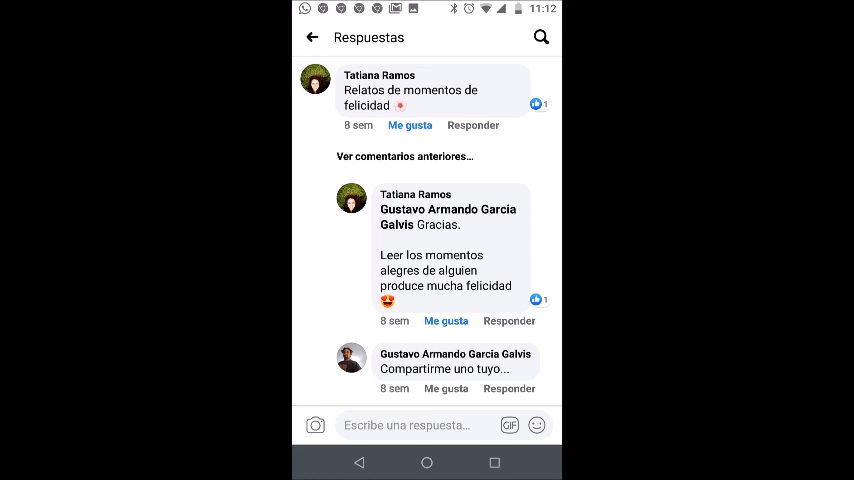 11:12
Respuestas
Tatiana Ramos
Relatos de momentos de
felicidad
1
8 sem Me gusta Responder
Ver comentarios anteriores...
Tatiana Ramos
Gustavo Armando Garcia
Galvis Gracias.
Leer los momentos
alegres de alguien
produce mucha felicidad
1
8 sem Me gusta Responder
Gustavo Armando Garcia Galvis
Compartirme uno tuyo...
8 sem Me gusta Responder
Escribe una respuesta... GIF